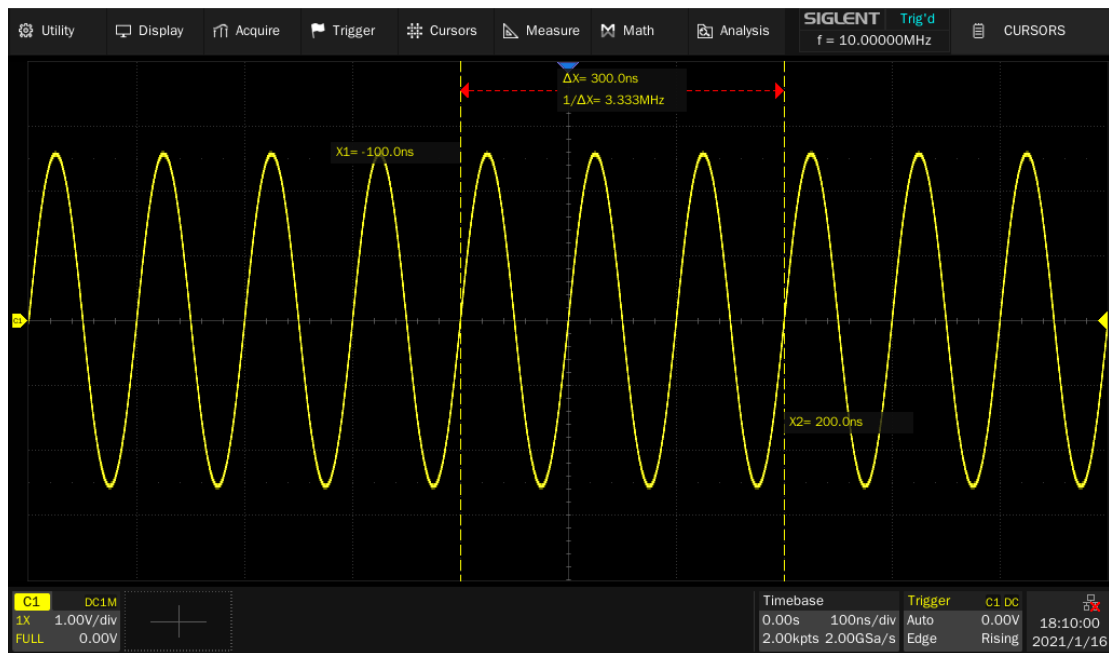 Utility Display Acquire Trigger Cursors Measure Math Analysis SIGLENT Trig'd CURSORS
f = 10.00000MHz
ΔX= 300.0ns
1/ΔX= 3.333MHz
X1= -100.0ns
C1
X2= 200.0ns
C1 DC1M Timebase Trigger C1 DC
1X 1.00V/div 0.00s 100ns/div Auto 0.00V 18:10:00
FULL 0.00V 2.00kpts 2.00GSa/s Edge Rising 2021/1/16